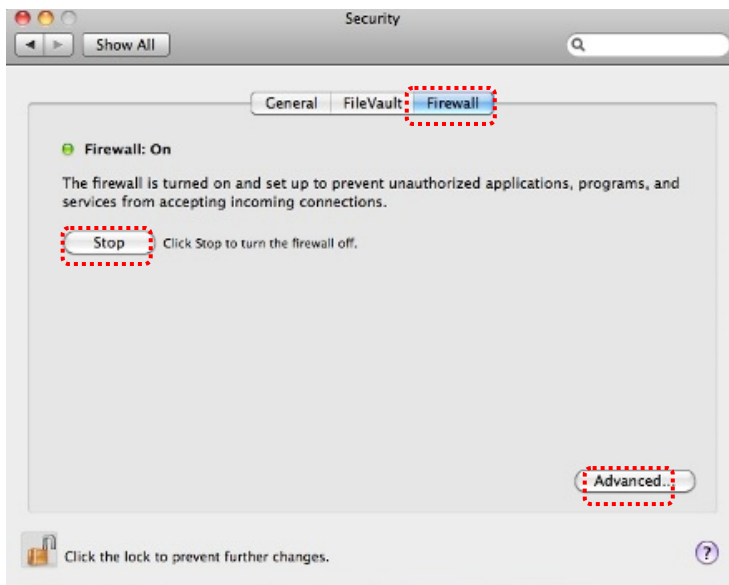 Security
Show All
General FileVault Firewall
Firewall: On
The firewall is turned on and set up to prevent unauthorized applications, programs, and
services from accepting incoming connections.
Stop Click Stop to turn the firewall off.
Advanced...
Click the lock to prevent further changes.
?